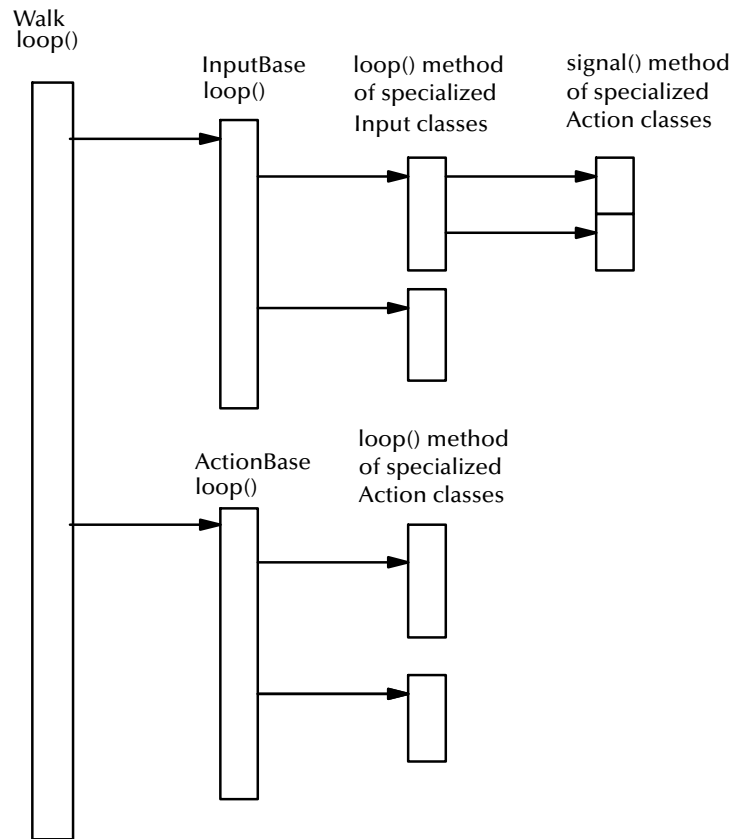 Walk
loop()
InputBase
loop()
loop() method
of specialized
Input classes
signal() method
of specialized
Action classes
ActionBase
loop()
loop() method
of specialized
Action classes